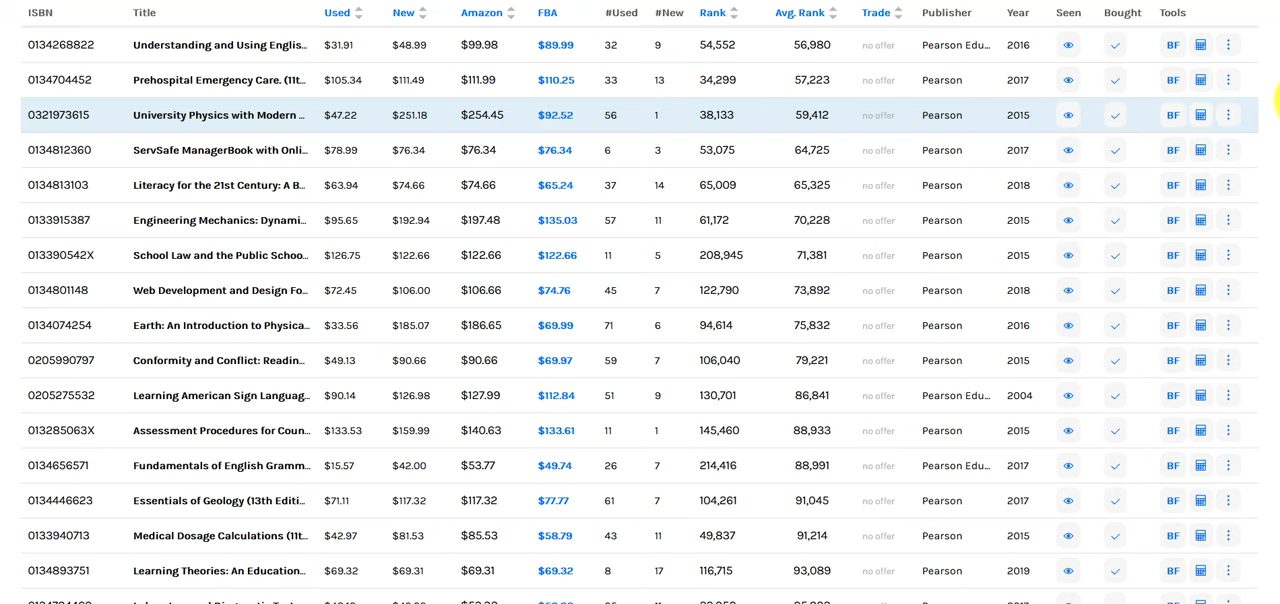 ISBN Title Used New Amazon FBA #Used #New Rank Avg. Rank Trade Publisher Year Seen Bought Tools
0134268822 Understanding and Using Englis... $31.91 $48.99 $99.98 $89.99 32 9 54,552 56,980 no offer Pearson Edu... 2016 BF
0134704452 Prehospital Emergency Care. (11t... $105.34 $111.49 $111.99 $110.25 33 13 34,299 57,223 no offer Pearson 2017 BF
0321973615 University Physics with Modern ... $47.22 $251.18 $254.45 $92.52 56 1 38,133 59,412 no offer Pearson 2015 BF
0134812360 ServSafe ManagerBook with Onli... $78.99 $76.34 $76.34 $76.34 6 3 53,075 64,725 no offer Pearson 2017 BF
0134813103 Literacy for the 21st Century: A B... $63.94 $74.66 $74.66 $65.24 37 14 65,009 65,325 no offer Pearson 2018 BF
0133915387 Engineering Mechanics: Dynami... $95.65 $192.94 $197.48 $135.03 57 11 61,172 70,228 no offer Pearson 2015 BF
013390542X School Law and the Public Schoo... $126.75 $122.66 $122.66 $122.66 11 5 208,945 71,381 no offer Pearson 2015 BF
0134801148 Web Development and Design Fo... $72.45 $106.00 $106.66 $74.76 45 7 122,790 73,892 no offer Pearson 2018 BF
0134074254 Earth: An Introduction to Physica... $33.56 $185.07 $186.65 $69.99 71 6 94,614 75,832 no offer Pearson 2016 BF
0205990797 Conformity and Conflict: Readin... $49.13 $90.66 $90.66 $69.97 59 7 106,040 79,221 no offer Pearson 2015 BF
0205275532 Learning American Sign Languag... $90.14 $126.98 $127.99 $112.84 51 9 130,701 86,841 no offer Pearson Edu... 2004 BF
013285063X Assessment Procedures for Coun... $133.53 $159.99 $140.63 $133.61 11 1 145,460 88,933 no offer Pearson 2015 BF
0134656571 Fundamentals of English Gramm... $15.57 $42.00 $53.77 $49.74 26 7 214,416 88,991 no offer Pearson Edu... 2017 BF
0134446623 Essentials of Geology (13th Editi... $71.11 $117.32 $117.32 $77.77 61 7 104,261 91,045 no offer Pearson 2017 BF
0133940713 Medical Dosage Calculations (11t... $42.97 $81.53 $85.53 $58.79 43 11 49,837 91,214 no offer Pearson 2015 BF
0134893751 Learning Theories: An Education... $69.32 $69.31 $69.31 $69.32 8 17 116,715 93,089 no offer Pearson 2019 BF